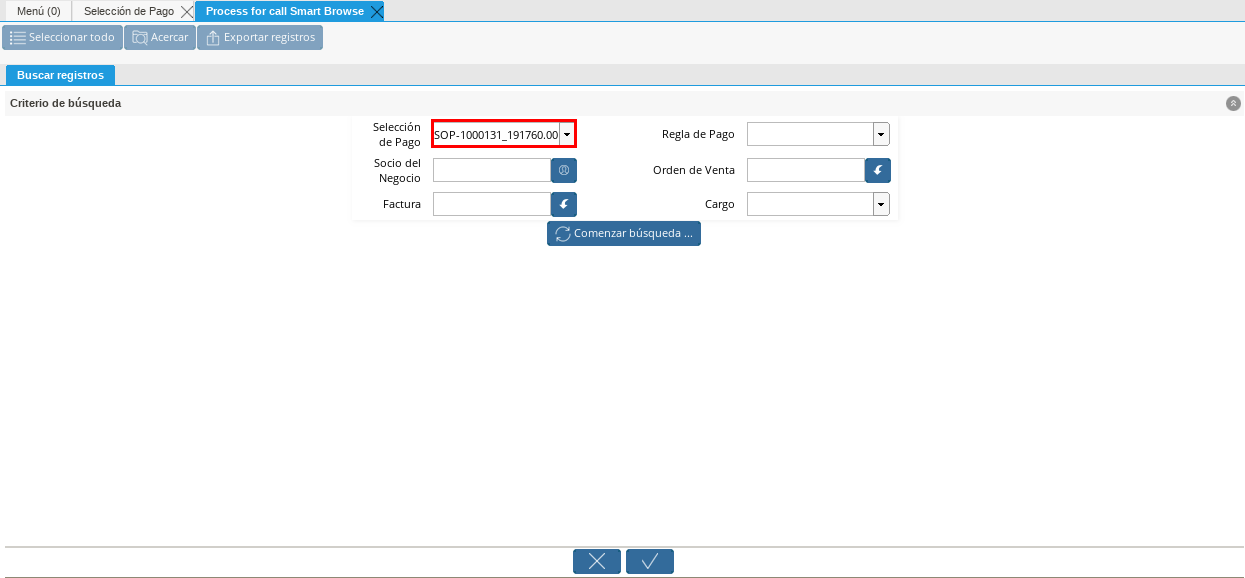 Menú (0) Selección de Pago Process for call Smart Browse
Seleccionar todo Acercar Exportar registros
Buscar registros
Criterio de búsqueda
Selección
de Pago SOP-1000131_191760.00 Regla de Pago
Socio del
Negocio Orden de Venta
Factura Cargo
Comenzar búsqueda ...